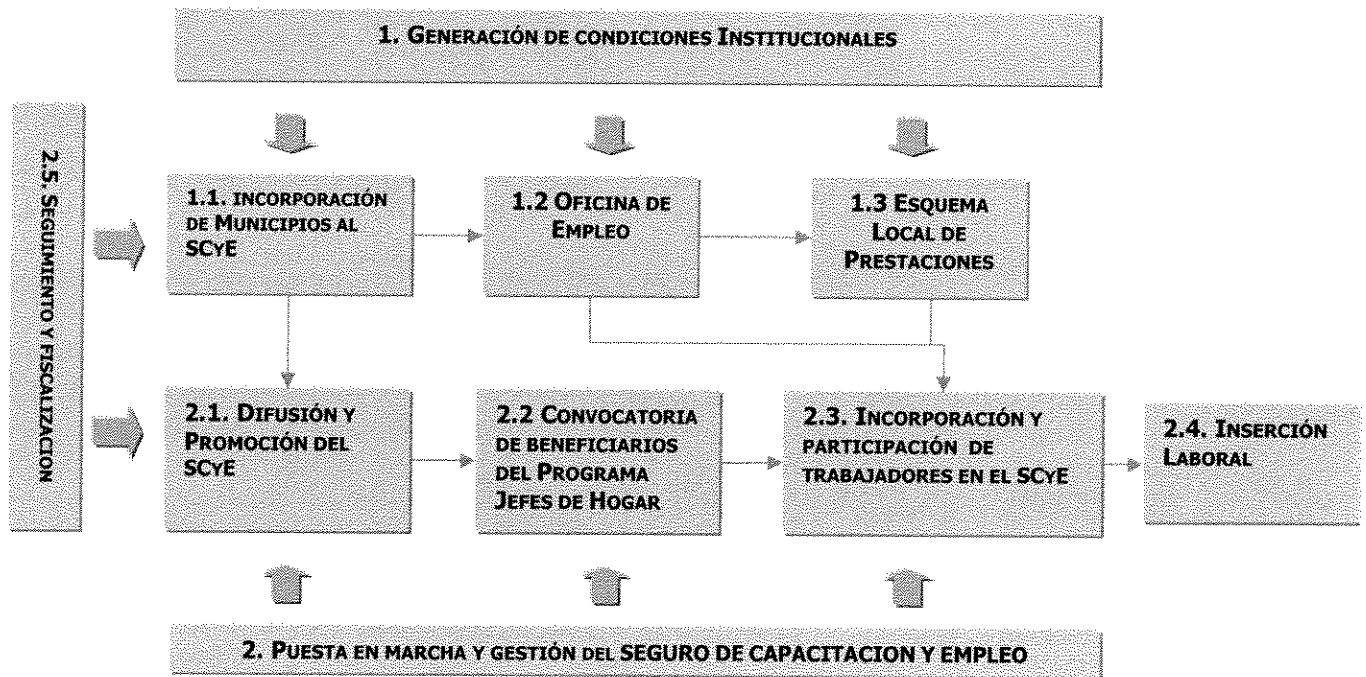 1. GENERACIÓN DE CONDICIONES INSTITUCIONALES
2.5. SEGUIMIENTO Y FISCALIZACION
1.1. INCORPORACIÓN
DE MUNICIPIOS AL
SCYE
1.2 OFICINA DE
EMPLEO
1.3 ESQUEMA
LOCAL DE
PRESTACIONES
2.1. DIFUSIÓN Y
PROMOCIÓN DEL
SCYE
2.2 CONVOCATORIA
DE BENEFICIARIOS
DEL PROGRAMA
JEFES DE HOGAR
2.3. INCORPORACIÓN Y
PARTICIPACIÓN DE
TRABAJADORES EN EL SCYE
2.4. INSERCIÓN
LABORAL
2. PUESTA EN MARCHA Y GESTIÓN DEL SEGURO DE CAPACITACION Y EMPLEO